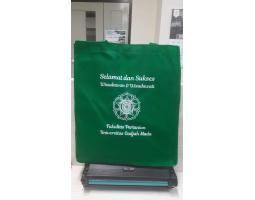 Selamat dan Sukses
Wisudawan & Wisudawati
Fakultas Pertanian
Universitas Gadjah Mada